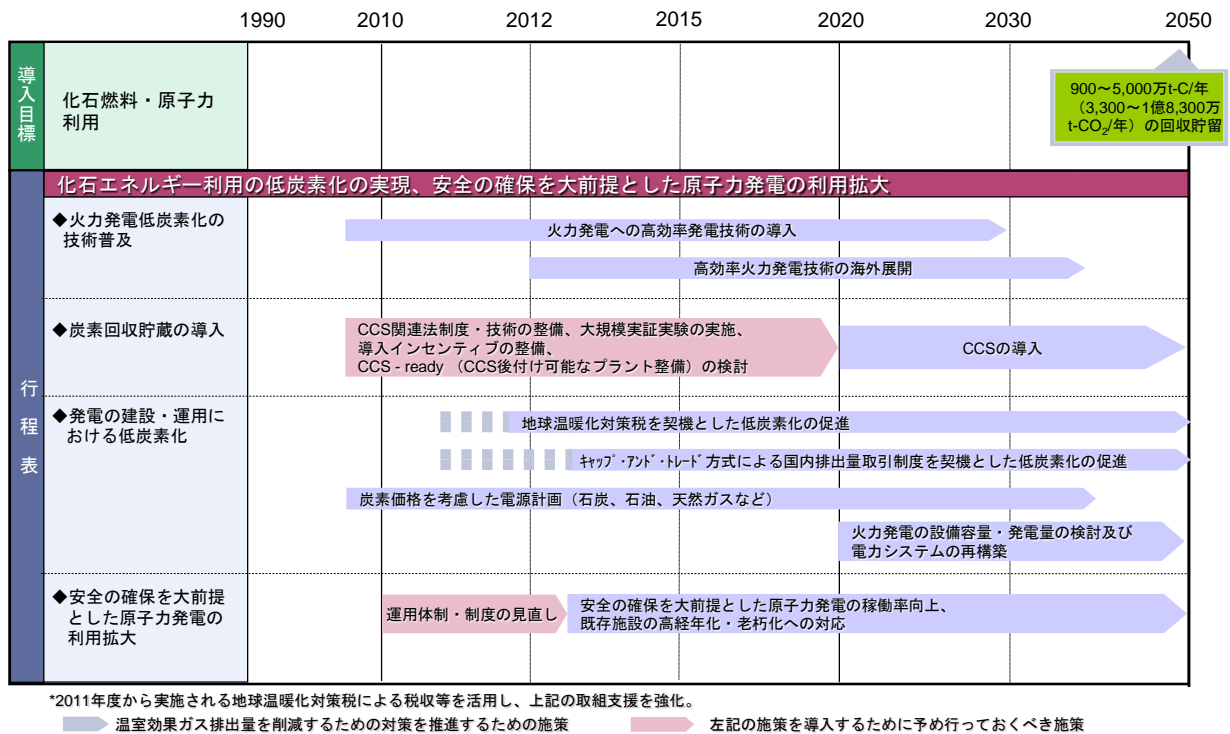 1990 2010 2012 2015 2020 2030 2050
導入目標
化石燃料・原子力
利用
900~5,000万t-C/年
(3,300~1億8,300万
t-CO2/年)の回収貯留
行程表
化石エネルギー利用の低炭素化の実現、安全の確保を大前提とした原子力発電の利用拡大
◆火力発電低炭素化の
技術普及
火力発電への高効率発電技術の導入
高効率火力発電技術の海外展開
◆炭素回収貯蔵の導入
CCS関連法制度・技術の整備、大規模実証実験の実施、
導入インセンティブの整備、
CCS - ready (CCS後付け可能なプラント整備)の検討
CCSの導入
◆発電の建設・運用に
おける低炭素化
地球温暖化対策税を契機とした低炭素化の促進
ｷｬｯﾌﾟ・ｱﾝﾄﾞ・ﾄﾚｰﾄﾞ方式による国内排出量取引制度を契機とした低炭素化の促進
炭素価格を考慮した電源計画(石炭、石油、天然ガスなど)
火力発電の設備容量・発電量の検討及び
電力システムの再構築
◆安全の確保を大前提
とした原子力発電の
利用拡大
運用体制・制度の見直し
安全の確保を大前提とした原子力発電の稼働率向上、
既存施設の高経年化・老朽化への対応
*2011年度から実施される地球温暖化対策税による税収等を活用し、上記の取組支援を強化。
温室効果ガス排出量を削減するための対策を推進するための施策
左記の施策を導入するために予め行っておくべき施策